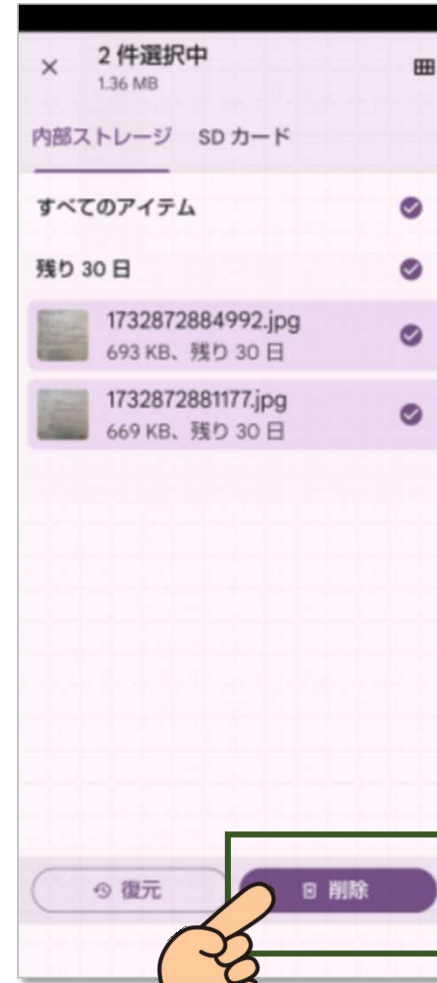 2 件選択中
1.36 MB
内部ストレージ SD カード
すべてのアイテム
残り 30 日
1732872884992.jpg
693 KB、残り 30 日
1732872881177.jpg
669 KB、残り 30 日
復元 削除